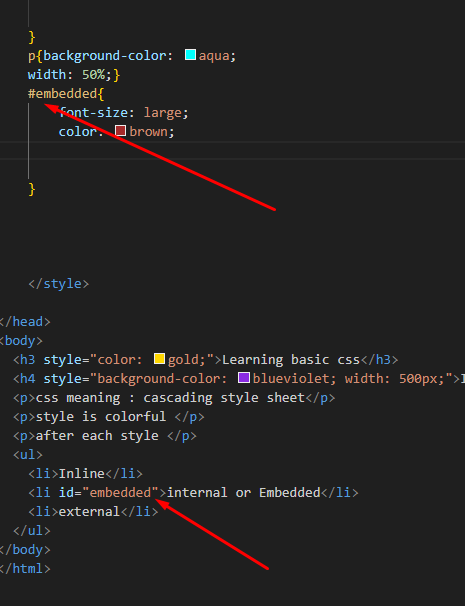 }
p{background-color: aqua;
width: 50%;}
#embedded{
font-size: large;
color: brown;
}
</style>
</head>
<body>
<h3 style="color: gold;">Learning basic css</h3>
<h4 style="background-color: blueviolet; width: 500px;">
<p>css meaning : cascading style sheet</p>
<p>style is colorful </p>
<p>after each style </p>
<ul>
<li>Inline</li>
<li id="embedded">internal or Embedded</li>
<li>external</li>
</ul>
</body>
</html>